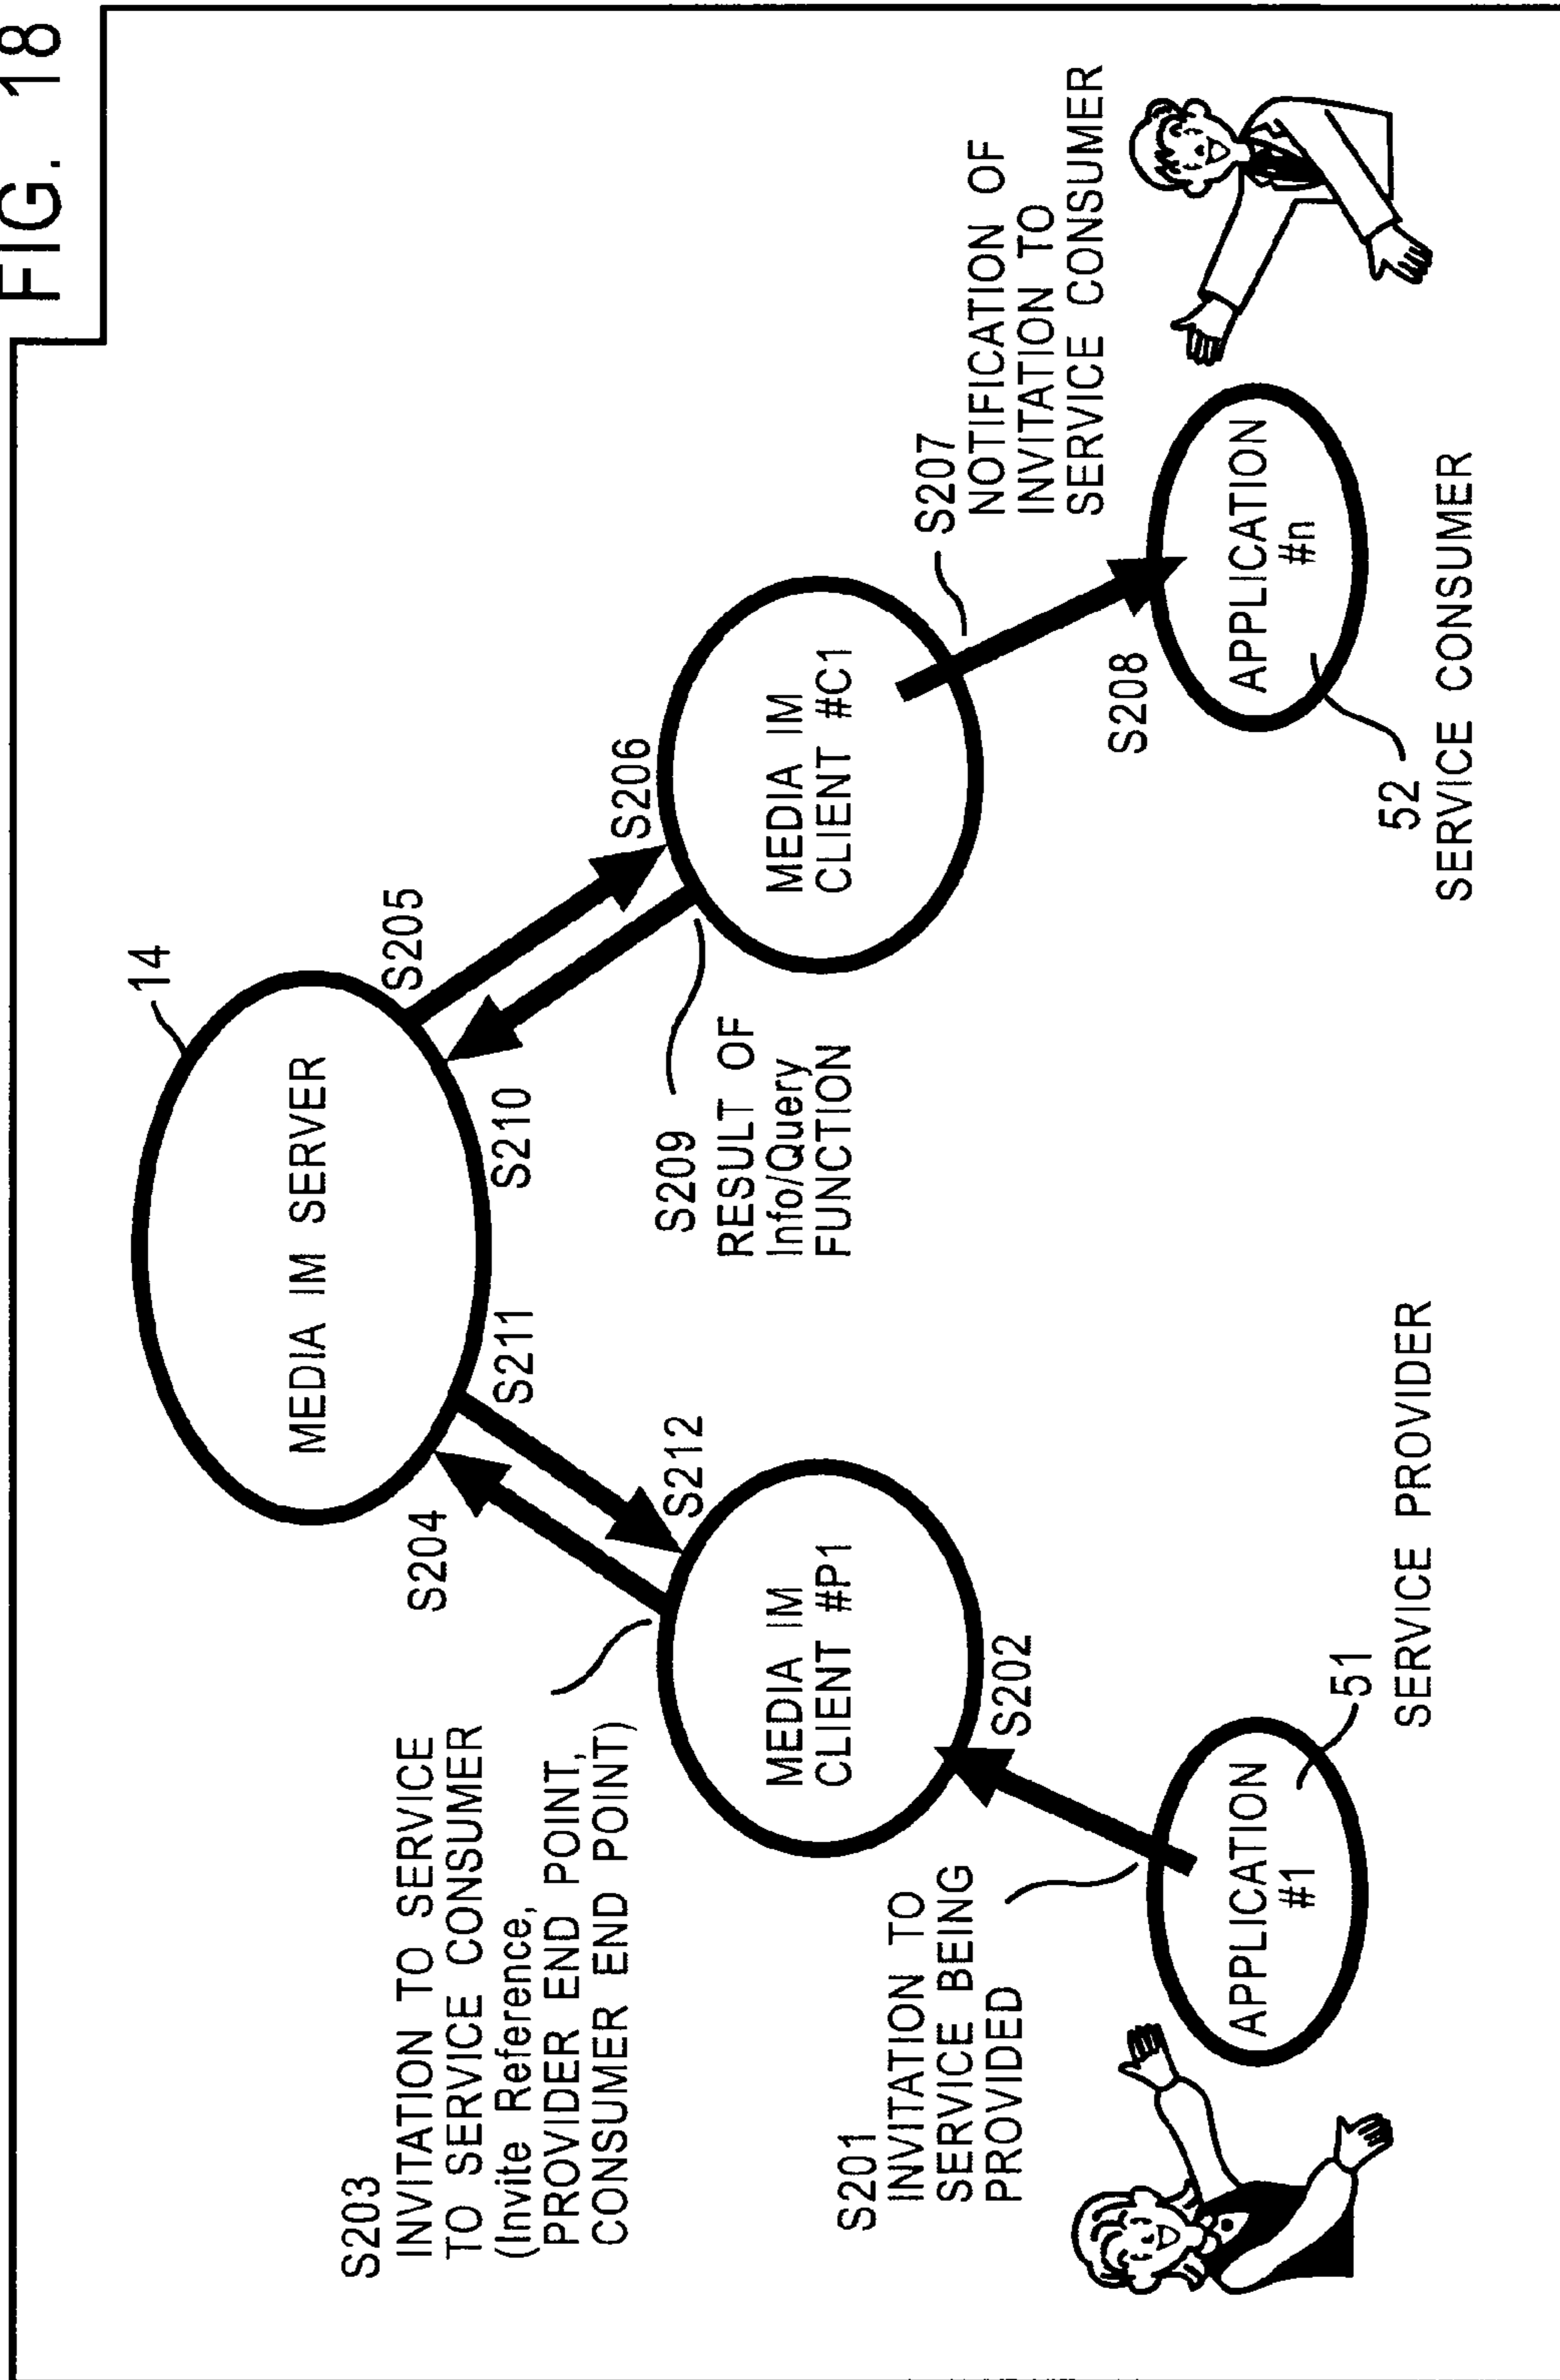 FIG. 18
14
MEDIA IM SERVER
S203
INVITATION TO SERVICE
TO SERVICE CONSUMER
(Invite Reference,
PROVIDER END POINT,
CONSUMER END POINT)
S204
S211
S212
S205
S210
S206
S209
RESULT OF
Info/Query
FUNCTION
MEDIA IM
CLIENT #P1
MEDIA IM
CLIENT #C1
S201
INVITATION TO
SERVICE BEING
PROVIDED
S202
S207
NOTIFICATION OF
INVITATION TO
SERVICE CONSUMER
S208
APPLICATION
#1
51
SERVICE PROVIDER
APPLICATION
#n
52
SERVICE CONSUMER